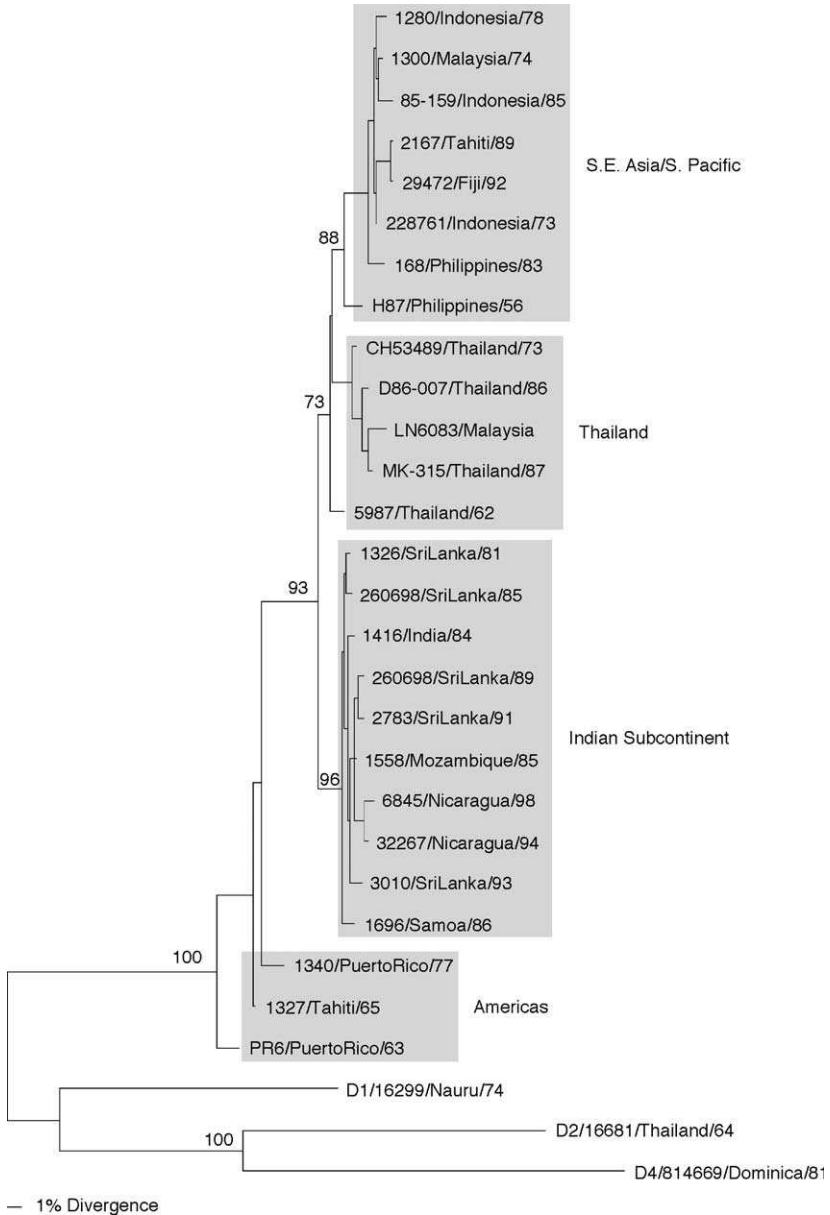 1280/Indonesia/78
1300/Malaysia/74
85-159/Indonesia/85
2167/Tahiti/89
S.E. Asia/S. Pacific
29472/Fiji/92
228761/Indonesia/73
88
168/Philippines/83
H87/Philippines/56
CH53489/Thailand/73
D86-007/Thailand/86
73
LN6083/Malaysia
Thailand
MK-315/Thailand/87
5987/Thailand/62
1326/SriLanka/81
93
260698/SriLanka/85
1416/India/84
260698/SriLanka/89
2783/SriLanka/91
Indian Subcontinent
1558/Mozambique/85
96
6845/Nicaragua/98
32267/Nicaragua/94
3010/SriLanka/93
1696/Samoa/86
100
1340/PuertoRico/77
1327/Tahiti/65
Americas
PR6/PuertoRico/63
D1/16299/Nauru/74
D2/16681/Thailand/64
100
D4/814669/Dominica/81
1% Divergence